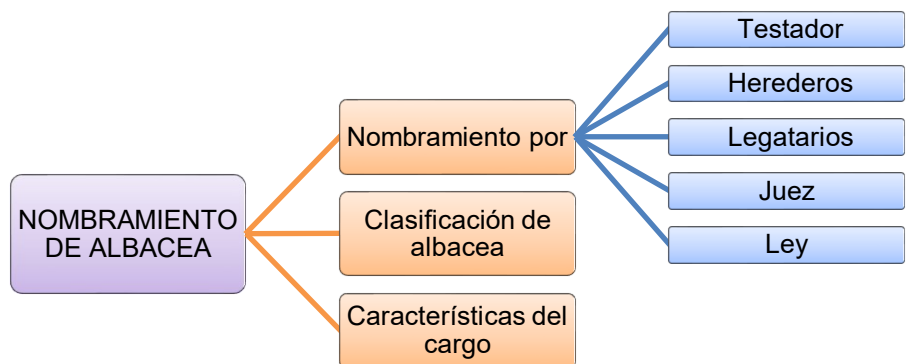 NOMBRAMIENTO
DE ALBACEA
Nombramiento por
Testador
Herederos
Legatarios
Juez
Ley
Clasificación de
albacea
Características del
cargo